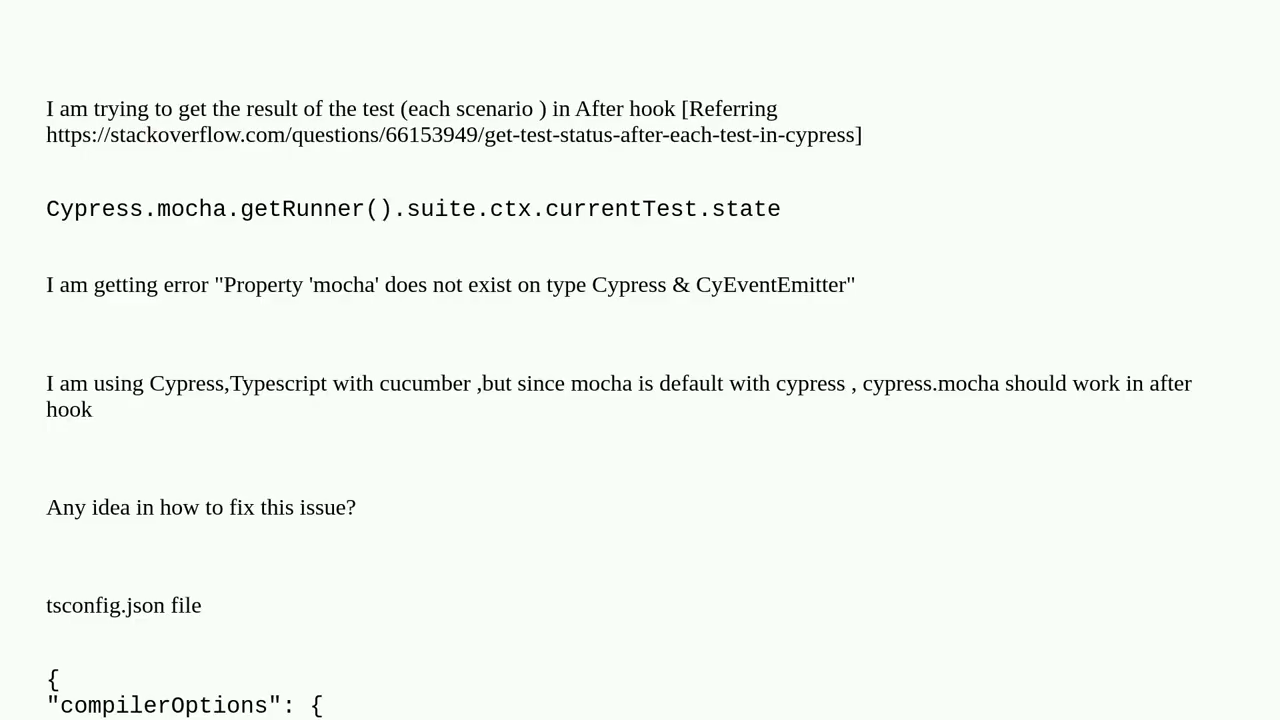 I am trying to get the result of the test (each scenario ) in After hook [Referring
https://stackoverflow.com/questions/66153949/get-test-status-after-each-test-in-cypress]
Cypress.mocha.getRunner().suite.ctx.currentTest.state
I am getting error "Property 'mocha' does not exist on type Cypress & CyEventEmitter"
I am using Cypress,Typescript with cucumber ,but since mocha is default with cypress , cypress.mocha should work in after
hook
Any idea in how to fix this issue?
tsconfig.json file
{
"compilerOptions": {